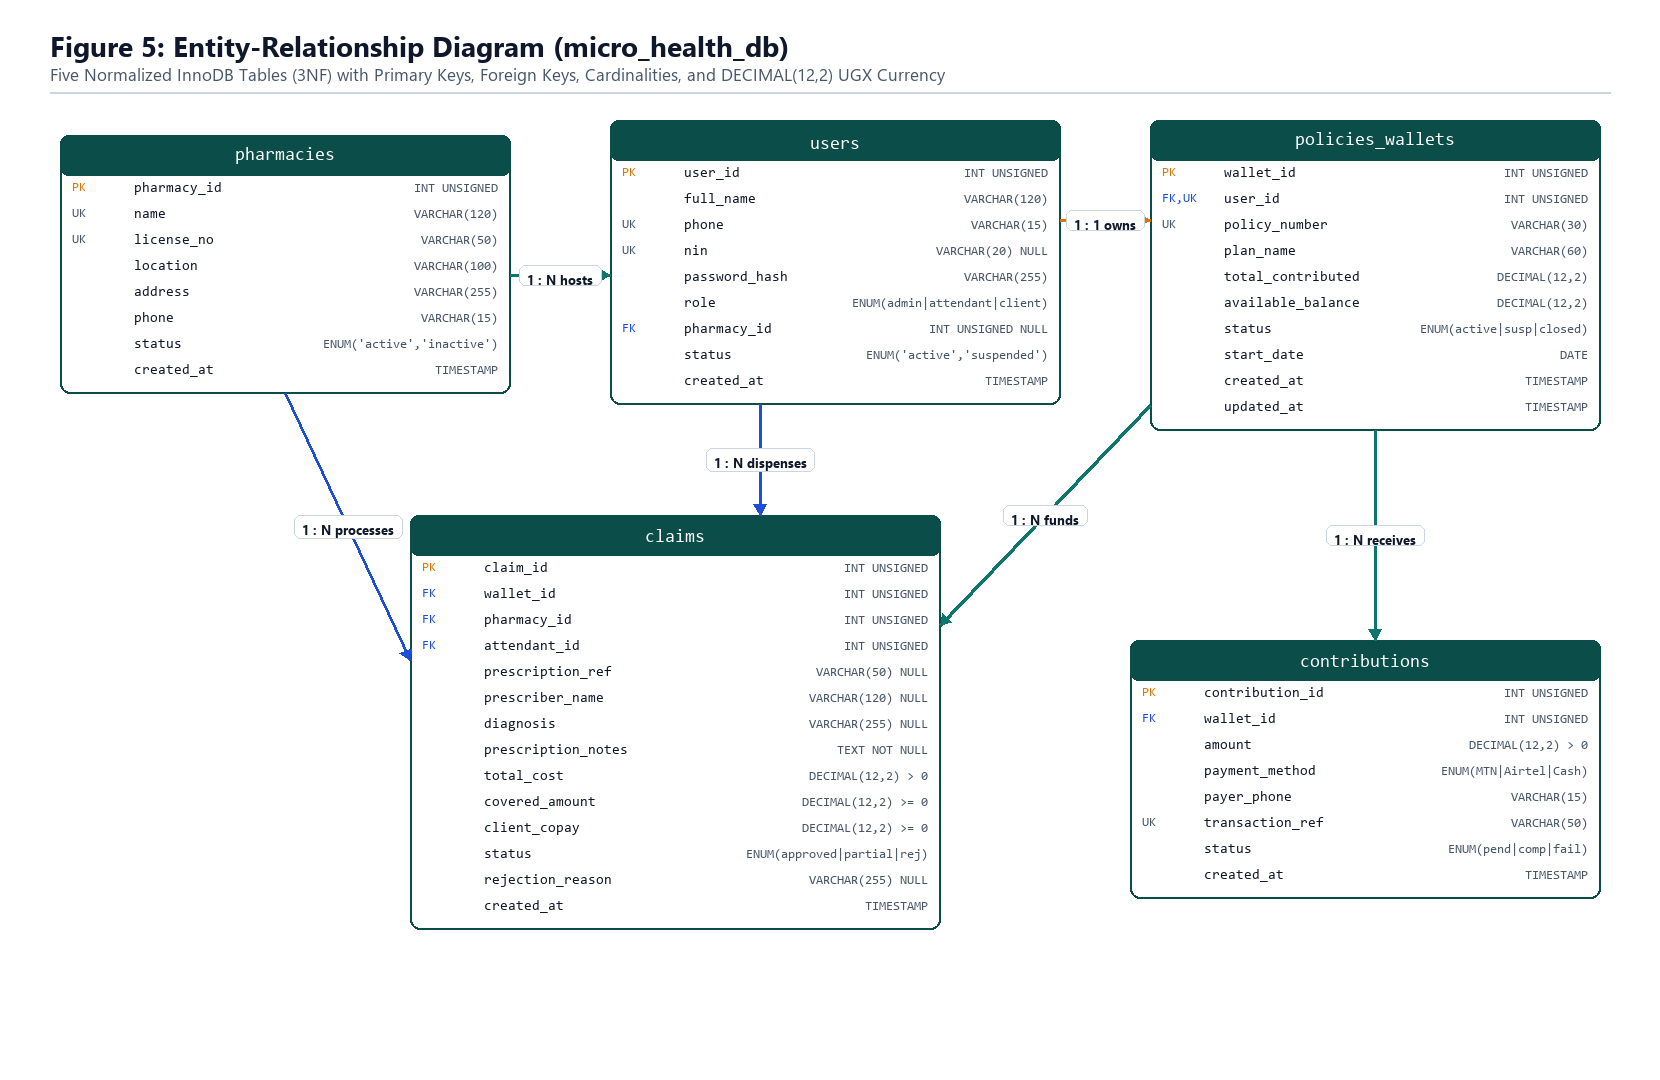 Figure 5: Entity-Relationship Diagram (micro_health_db)
Five Normalized InnoDB Tables (3NF) with Primary Keys, Foreign Keys, Cardinalities, and DECIMAL(12,2) UGX Currency
pharmacies
PK pharmacy_id INT UNSIGNED
UK name VARCHAR(120)
UK license_no VARCHAR(50)
location VARCHAR(100)
address VARCHAR(255)
phone VARCHAR(15)
status ENUM('active','inactive')
created_at TIMESTAMP
1 : N hosts
users
PK user_id INT UNSIGNED
full_name VARCHAR(120)
UK phone VARCHAR(15)
UK nin VARCHAR(20) NULL
password_hash VARCHAR(255)
role ENUM(admin|attendant|client)
FK pharmacy_id INT UNSIGNED NULL
status ENUM('active','suspended')
created_at TIMESTAMP
1 : 1 owns
policies_wallets
PK wallet_id INT UNSIGNED
FK,UK user_id INT UNSIGNED
UK policy_number VARCHAR(30)
plan_name VARCHAR(60)
total_contributed DECIMAL(12,2)
available_balance DECIMAL(12,2)
status ENUM(active|susp|closed)
start_date DATE
created_at TIMESTAMP
updated_at TIMESTAMP
1 : N processes
1 : N dispenses
1 : N funds
1 : N receives
claims
PK claim_id INT UNSIGNED
FK wallet_id INT UNSIGNED
FK pharmacy_id INT UNSIGNED
FK attendant_id INT UNSIGNED
prescription_ref VARCHAR(50) NULL
prescriber_name VARCHAR(120) NULL
diagnosis VARCHAR(255) NULL
prescription_notes TEXT NOT NULL
total_cost DECIMAL(12,2) > 0
covered_amount DECIMAL(12,2) >= 0
client_copay DECIMAL(12,2) >= 0
status ENUM(approved|partial|rej)
rejection_reason VARCHAR(255) NULL
created_at TIMESTAMP
contributions
PK contribution_id INT UNSIGNED
FK wallet_id INT UNSIGNED
amount DECIMAL(12,2) > 0
payment_method ENUM(MTN|Airtel|Cash)
payer_phone VARCHAR(15)
UK transaction_ref VARCHAR(50)
status ENUM(pend|comp|fail)
created_at TIMESTAMP